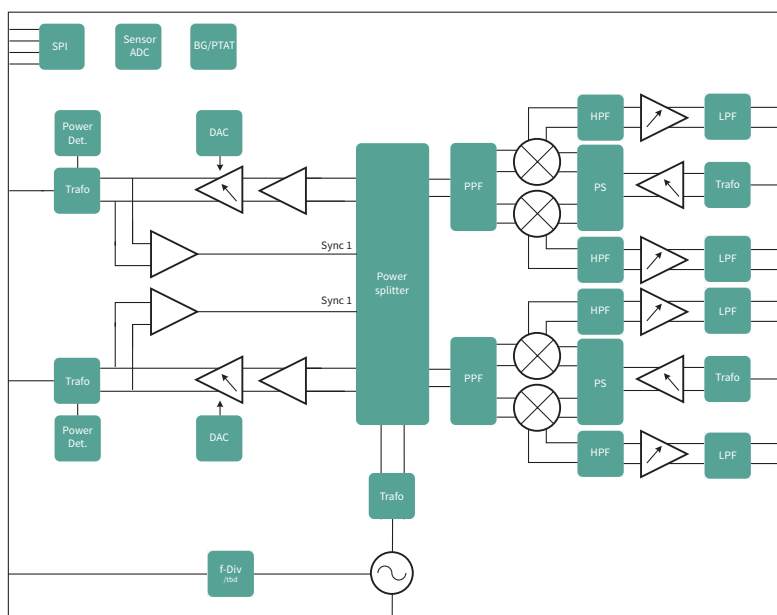 SPI
Sensor
ADC
BG/PTAT
Power
Det.
DAC
HPF
LPF
Trafo
PPF
PS
Trafo
Sync 1
HPF
LPF
Power
splitter
Sync 1
HPF
LPF
Trafo
DAC
PPF
PS
Trafo
Power
Det.
HPF
LPF
Trafo
f-Div
/tbd